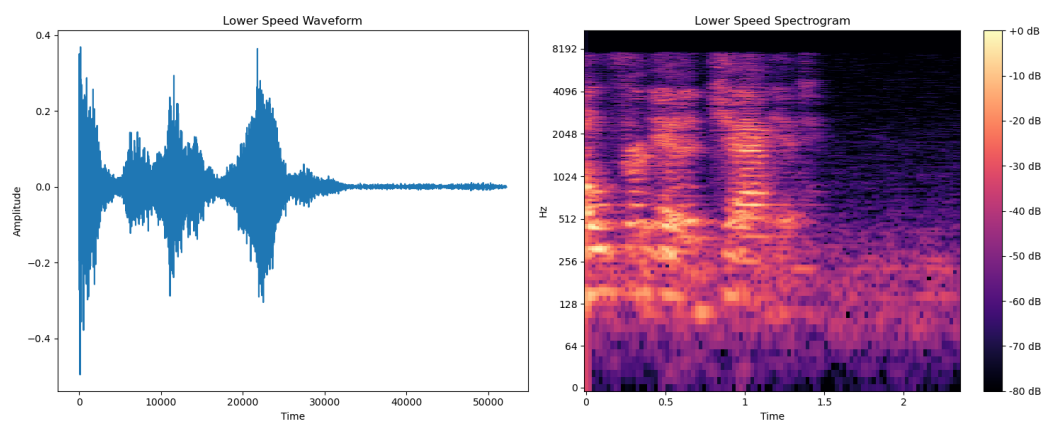 Lower Speed Waveform
0.4
0.2
0.0
−0.2
−0.4
Amplitude
0 10000 20000 30000 40000 50000
Time
Lower Speed Spectrogram
8192
4096
2048
1024
512
256
128
64
0
Hz
0 0.5 1 1.5 2
Time
+0 dB
-10 dB
-20 dB
-30 dB
-40 dB
-50 dB
-60 dB
-70 dB
-80 dB